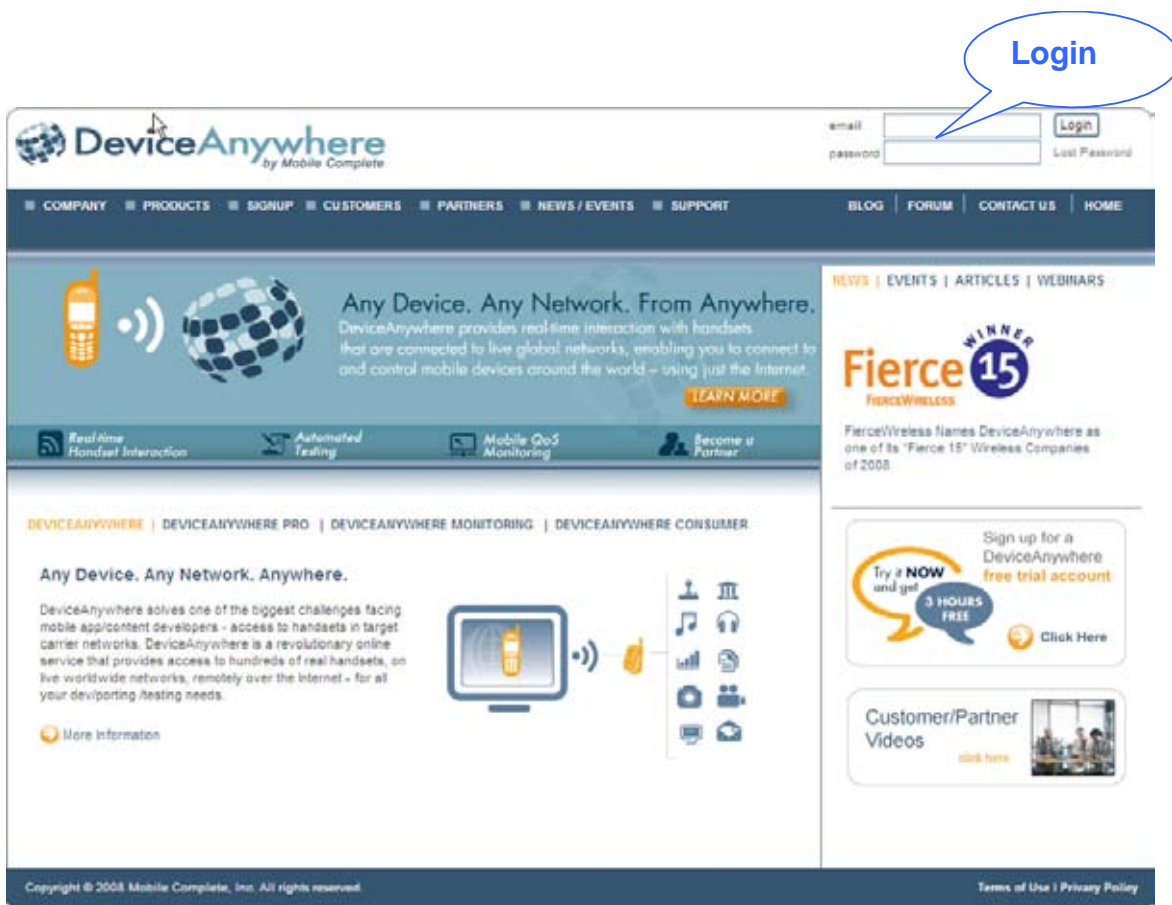 Login
DeviceAnywhere
by Mobile Complete
email
Login
password
Lost Password
COMPANY PRODUCTS SIGNUP CUSTOMERS PARTNERS NEWS / EVENTS SUPPORT
BLOG | FORUM | CONTACT US | HOME
Any Device. Any Network. From Anywhere.
DeviceAnywhere provides real-time interaction with handsets
that are connected to live global networks, enabling you to connect to
and control mobile devices around the world – using just the Internet.
LEARN MORE
Real-time
Handset Interaction
Automated
Testing
Mobile QoS
Monitoring
Become a
Partner
NEWS | EVENTS | ARTICLES | WEBINARS
WINNER
Fierce 15
FIERCEWIRELESS
FierceWireless Names DeviceAnywhere as
one of its "Fierce 15" Wireless Companies
of 2008
DEVICEANYWHERE | DEVICEANYWHERE PRO | DEVICEANYWHERE MONITORING | DEVICEANYWHERE CONSUMER
Any Device. Any Network. Anywhere.
DeviceAnywhere solves one of the biggest challenges facing
mobile app/content developers - access to handsets in target
carrier networks. DeviceAnywhere is a revolutionary online
service that provides access to hundreds of real handsets, on
live worldwide networks, remotely over the Internet - for all
your dev/porting /testing needs.
More Information
Try it NOW
and get
3 HOURS
FREE
Sign up for a
DeviceAnywhere
free trial account
Click Here
Customer/Partner
Videos
click here
Copyright © 2008 Mobile Complete, Inc. All rights reserved.
Terms of Use | Privacy Policy